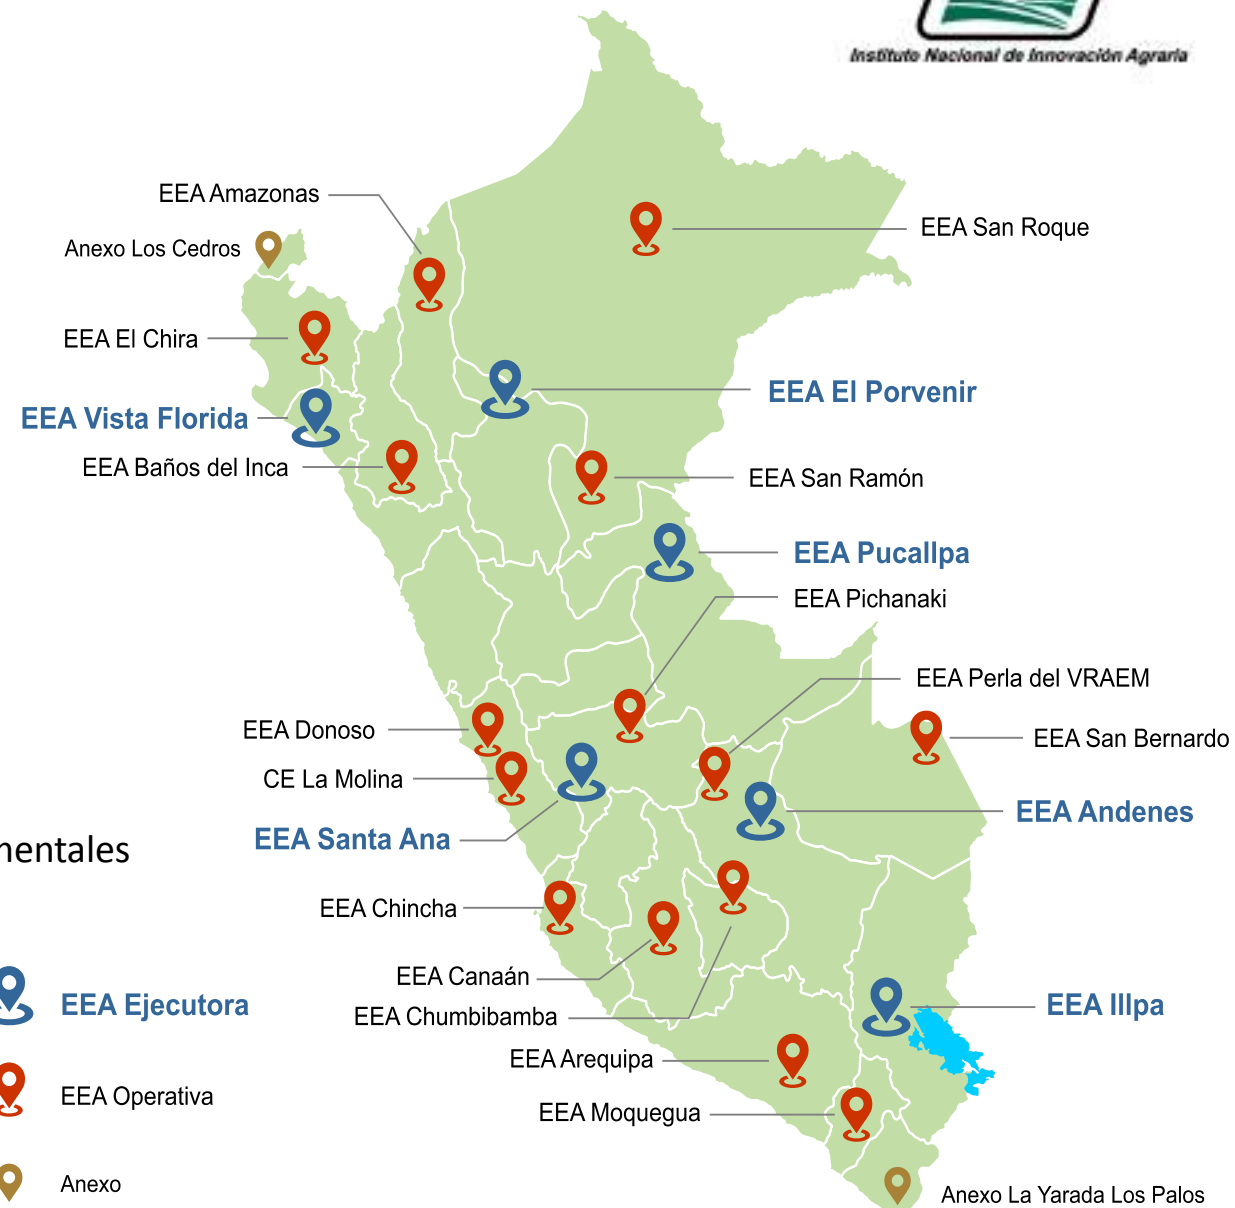 Instituto Nacional de Innovación Agraria
EEA Amazonas
EEA San Roque
Anexo Los Cedros
EEA El Chira
EEA El Porvenir
EEA Vista Florida
EEA Baños del Inca
EEA San Ramón
EEA Pucallpa
EEA Pichanaki
EEA Perla del VRAEM
EEA Donoso
EEA San Bernardo
CE La Molina
EEA Andenes
EEA Santa Ana
mentales
EEA Chincha
EEA Canaán
EEA Ejecutora
EEA Illpa
EEA Chumbibamba
EEA Arequipa
EEA Operativa
EEA Moquegua
Anexo
Anexo La Yarada Los Palos